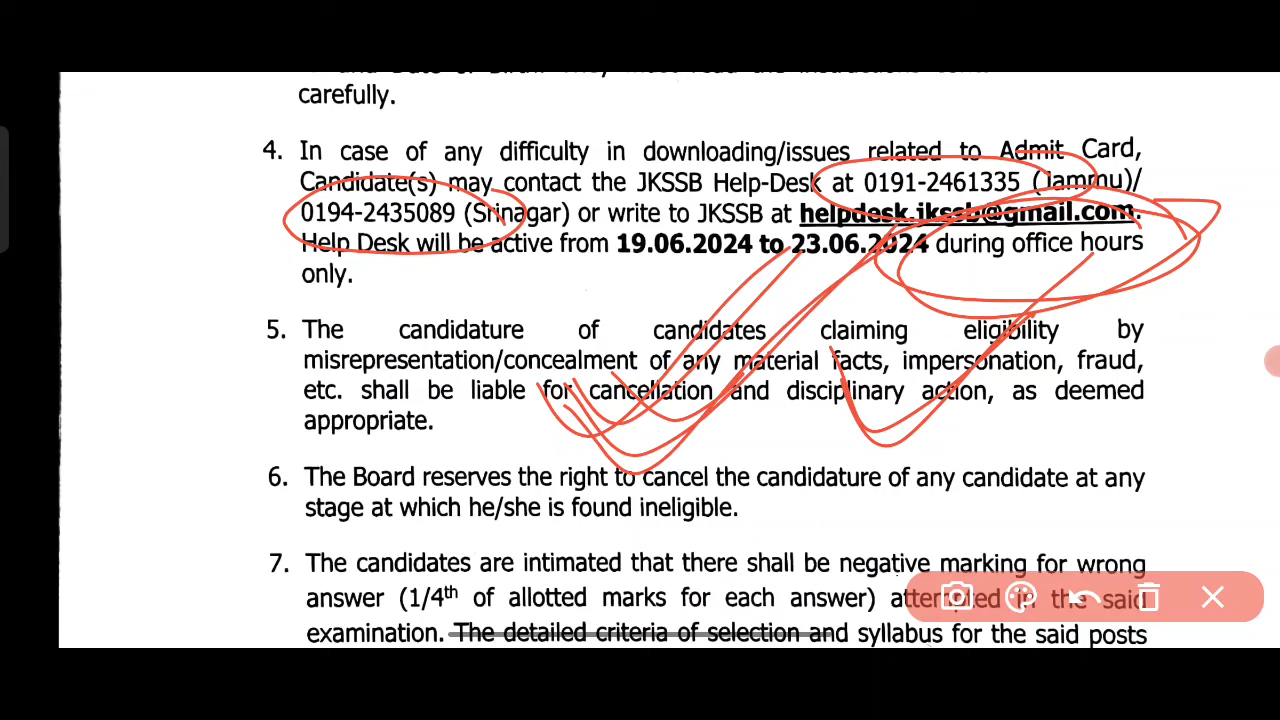 carefully.
4. In case of any difficulty in downloading/issues related to Admit Card,
Candidate(s) may contact the JKSSB Help-Desk at 0191-2461335 (Jammu)/
0194-2435089 (Srinagar) or write to JKSSB at helpdesk.jkssb@gmail.com.
Help Desk will be active from 19.06.2024 to 23.06.2024 during office hours
only.
5. The candidature of candidates claiming eligibility by
misrepresentation/concealment of any material facts, impersonation, fraud,
etc. shall be liable for cancellation and disciplinary action, as deemed
appropriate.
6. The Board reserves the right to cancel the candidature of any candidate at any
stage at which he/she is found ineligible.
7. The candidates are intimated that there shall be negative marking for wrong
answer (1/4th of allotted marks for each answer) attempted in the said
examination. The detailed criteria of selection and syllabus for the said posts